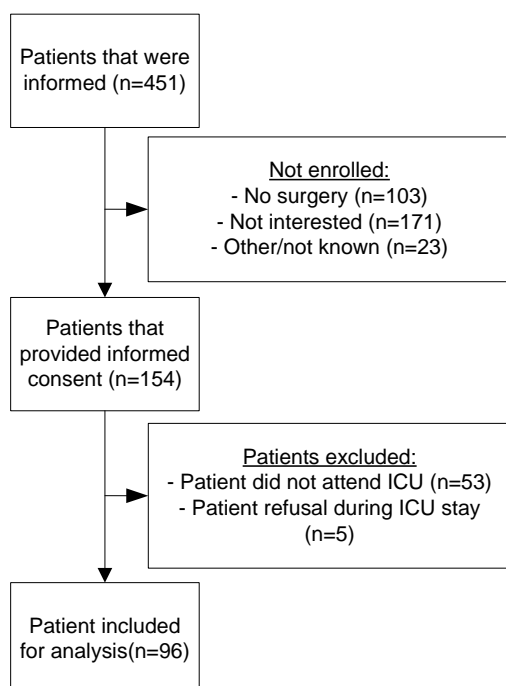 Patients that were
informed (n=451)
Not enrolled:
- No surgery (n=103)
- Not interested (n=171)
- Other/not known (n=23)
Patients that
provided informed
consent (n=154)
Patients excluded:
- Patient did not attend ICU (n=53)
- Patient refusal during ICU stay
(n=5)
Patient included
for analysis(n=96)